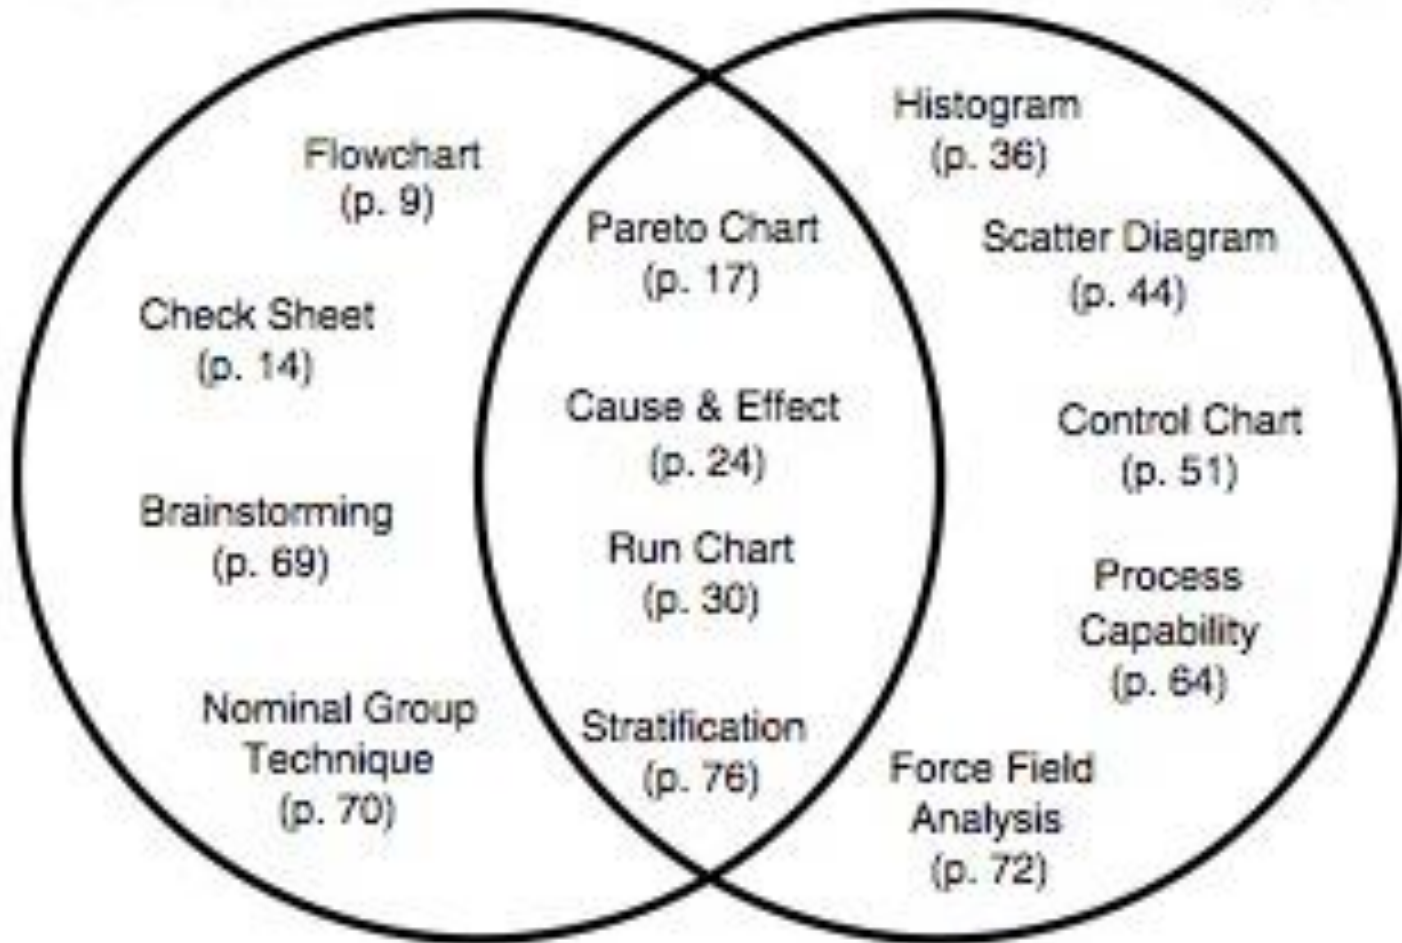 Flowchart
(p. 9)
Check Sheet
(p. 14)
Brainstorming
(p. 69)
Nominal Group
Technique
(p. 70)
Pareto Chart
(p. 17)
Cause & Effect
(p. 24)
Run Chart
(p. 30)
Stratification
(p. 76)
Histogram
(p. 36)
Scatter Diagram
(p. 44)
Control Chart
(p. 51)
Process
Capability
(p. 64)
Force Field
Analysis
(p. 72)